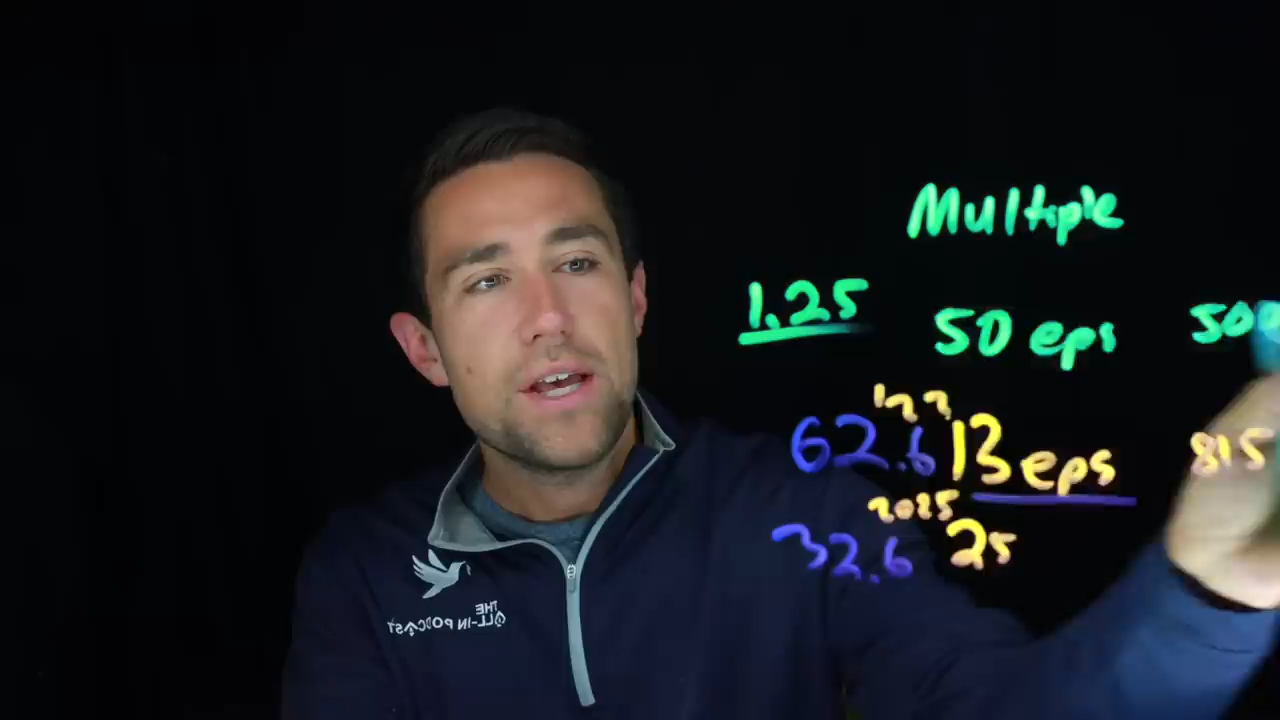 Multiple
1.25 50 eps 500
'22
62.6 13 eps 815
2025
32.6 25
THE
ALL-IN PODCAST